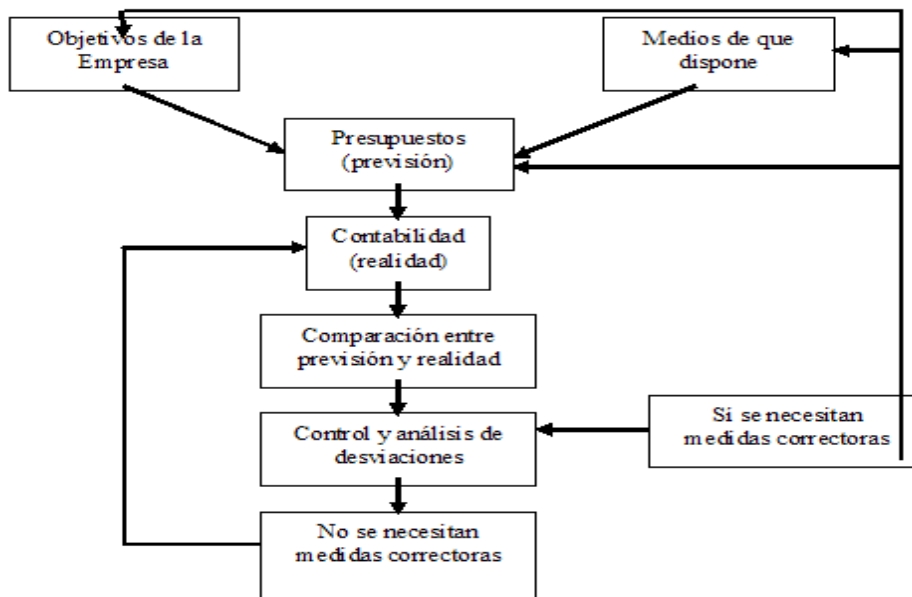 Objetivos de la
Empresa
Medios de que
dispone
Presupuestos
(previsión)
Contabilidad
(realidad)
Comparación entre
previsión y realidad
Control y análisis de
desviaciones
Si se necesitan
medidas correctoras
No se necesitan
medidas correctoras